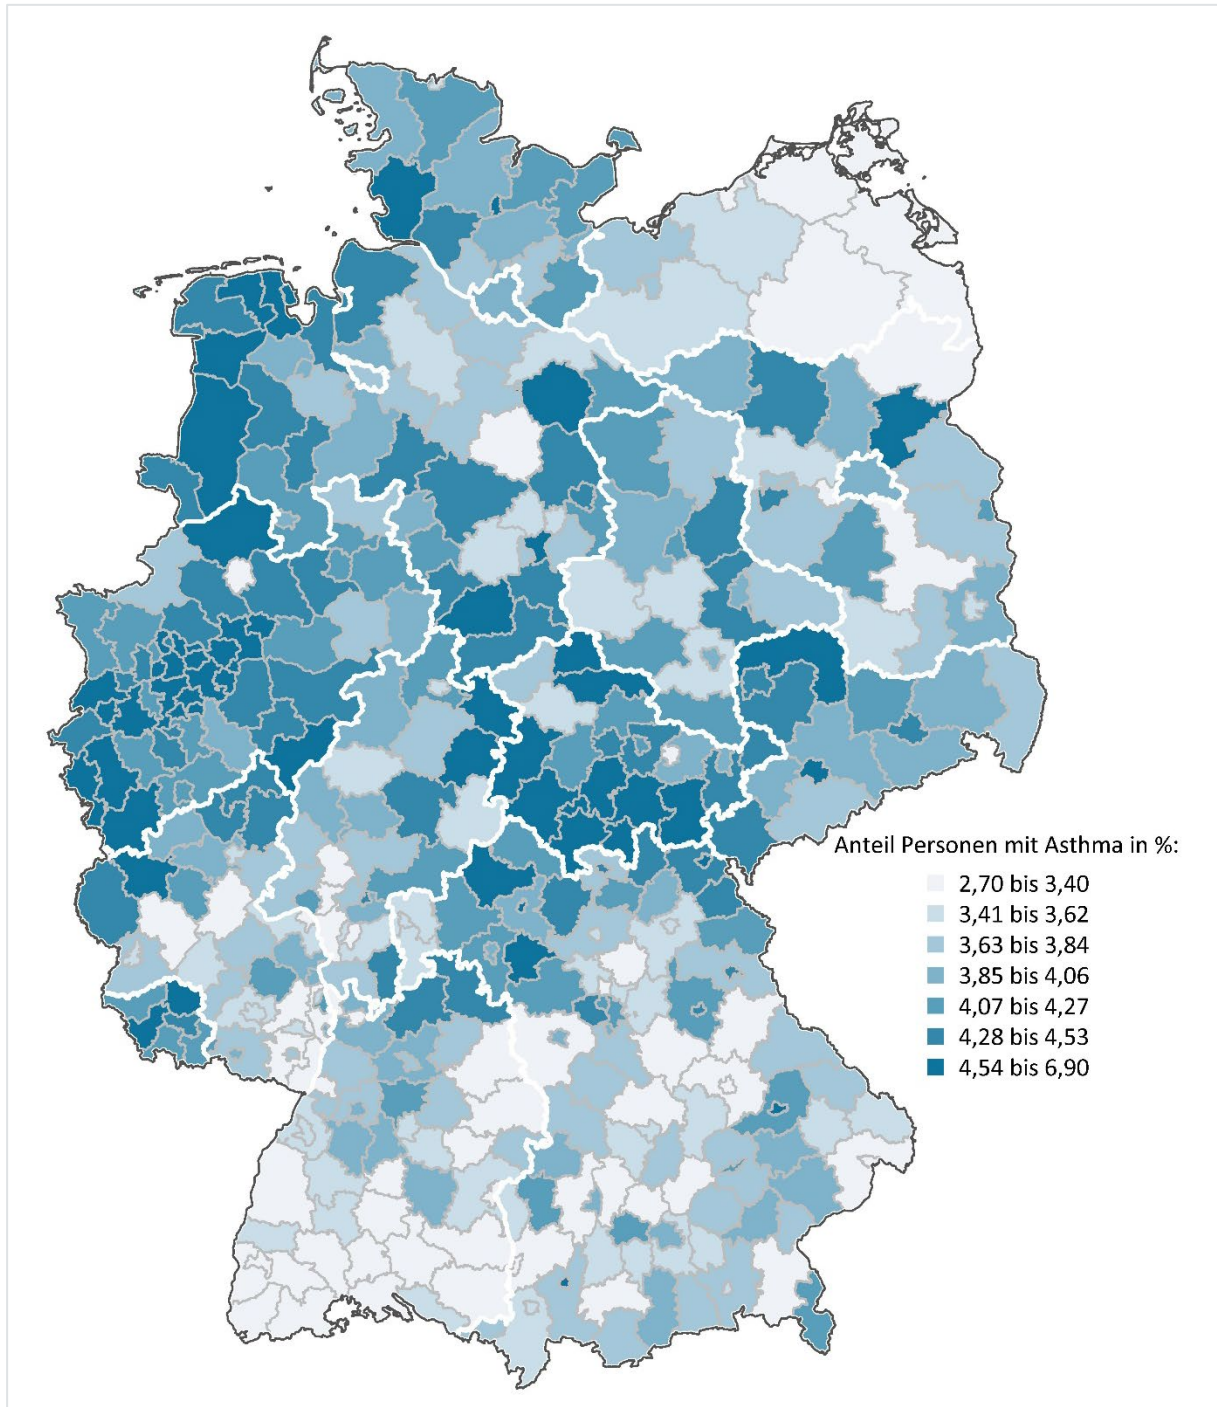 Anteil Personen mit Asthma in %:
2,70 bis 3,40
3,41 bis 3,62
3,63 bis 3,84
3,85 bis 4,06
4,07 bis 4,27
4,28 bis 4,53
4,54 bis 6,90